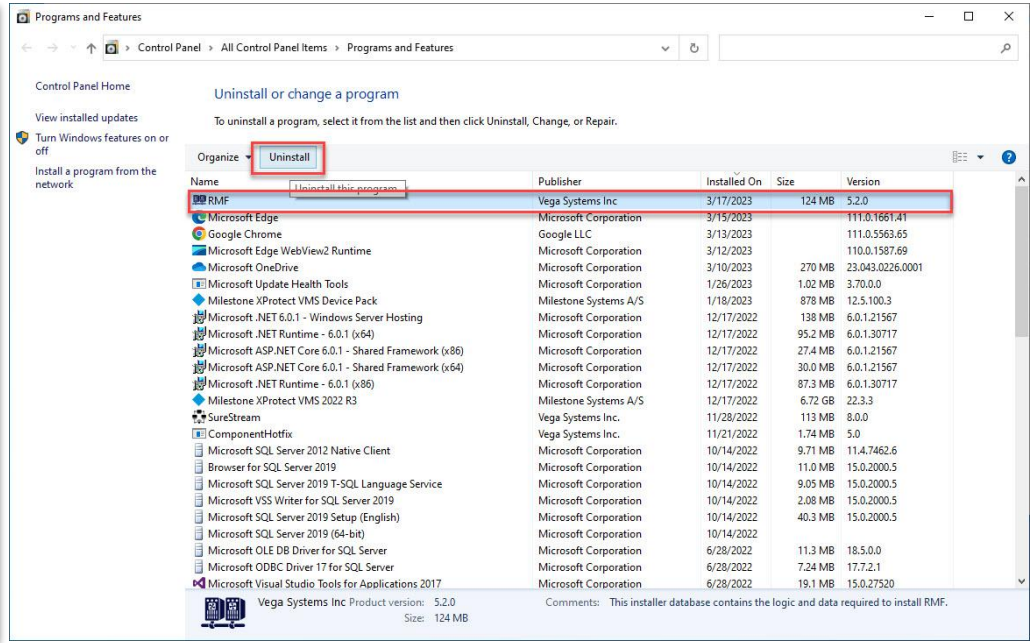 Programs and Features
Control Panel > All Control Panel Items > Programs and Features
Control Panel Home
View installed updates
Turn Windows features on or
off
Install a program from the
network
Uninstall or change a program
To uninstall a program, select it from the list and then click Uninstall, Change, or Repair.
Organize Uninstall
Name Publisher Installed On Size Version
Uninstall this program
RMF Vega Systems Inc 3/17/2023 124 MB 5.2.0
Microsoft Edge Microsoft Corporation 3/15/2023 111.0.1661.41
Google Chrome Google LLC 3/13/2023 111.0.5563.65
Microsoft Edge WebView2 Runtime Microsoft Corporation 3/12/2023 110.0.1587.69
Microsoft OneDrive Microsoft Corporation 3/10/2023 270 MB 23.043.0226.0001
Microsoft Update Health Tools Microsoft Corporation 1/26/2023 1.02 MB 3.70.0.0
Milestone XProtect VMS Device Pack Milestone Systems A/S 1/18/2023 878 MB 12.5.100.3
Microsoft .NET 6.0.1 - Windows Server Hosting Microsoft Corporation 12/17/2022 138 MB 6.0.1.21567
Microsoft .NET Runtime - 6.0.1 (x64) Microsoft Corporation 12/17/2022 95.2 MB 6.0.1.30717
Microsoft ASP.NET Core 6.0.1 - Shared Framework (x86) Microsoft Corporation 12/17/2022 27.4 MB 6.0.1.21567
Microsoft ASP.NET Core 6.0.1 - Shared Framework (x64) Microsoft Corporation 12/17/2022 30.0 MB 6.0.1.21567
Microsoft .NET Runtime - 6.0.1 (x86) Microsoft Corporation 12/17/2022 87.3 MB 6.0.1.30717
Milestone XProtect VMS 2022 R3 Milestone Systems A/S 12/17/2022 6.72 GB 22.3.3
SureStream Vega Systems Inc. 11/28/2022 113 MB 8.0.0
ComponentHotfix Vega Systems Inc. 11/21/2022 1.74 MB 5.0
Microsoft SQL Server 2012 Native Client Microsoft Corporation 10/14/2022 9.71 MB 11.4.7462.6
Browser for SQL Server 2019 Microsoft Corporation 10/14/2022 11.0 MB 15.0.2000.5
Microsoft SQL Server 2019 T-SQL Language Service Microsoft Corporation 10/14/2022 9.05 MB 15.0.2000.5
Microsoft VSS Writer for SQL Server 2019 Microsoft Corporation 10/14/2022 2.08 MB 15.0.2000.5
Microsoft SQL Server 2019 Setup (English) Microsoft Corporation 10/14/2022 40.3 MB 15.0.2000.5
Microsoft SQL Server 2019 (64-bit) Microsoft Corporation 10/14/2022
Microsoft OLE DB Driver for SQL Server Microsoft Corporation 6/28/2022 11.3 MB 18.5.0.0
Microsoft ODBC Driver 17 for SQL Server Microsoft Corporation 6/28/2022 7.24 MB 17.7.2.1
Microsoft Visual Studio Tools for Applications 2017 Microsoft Corporation 6/28/2022 19.1 MB 15.0.27520
Vega Systems Inc Product version: 5.2.0 Comments: This installer database contains the logic and data required to install RMF.
Size: 124 MB